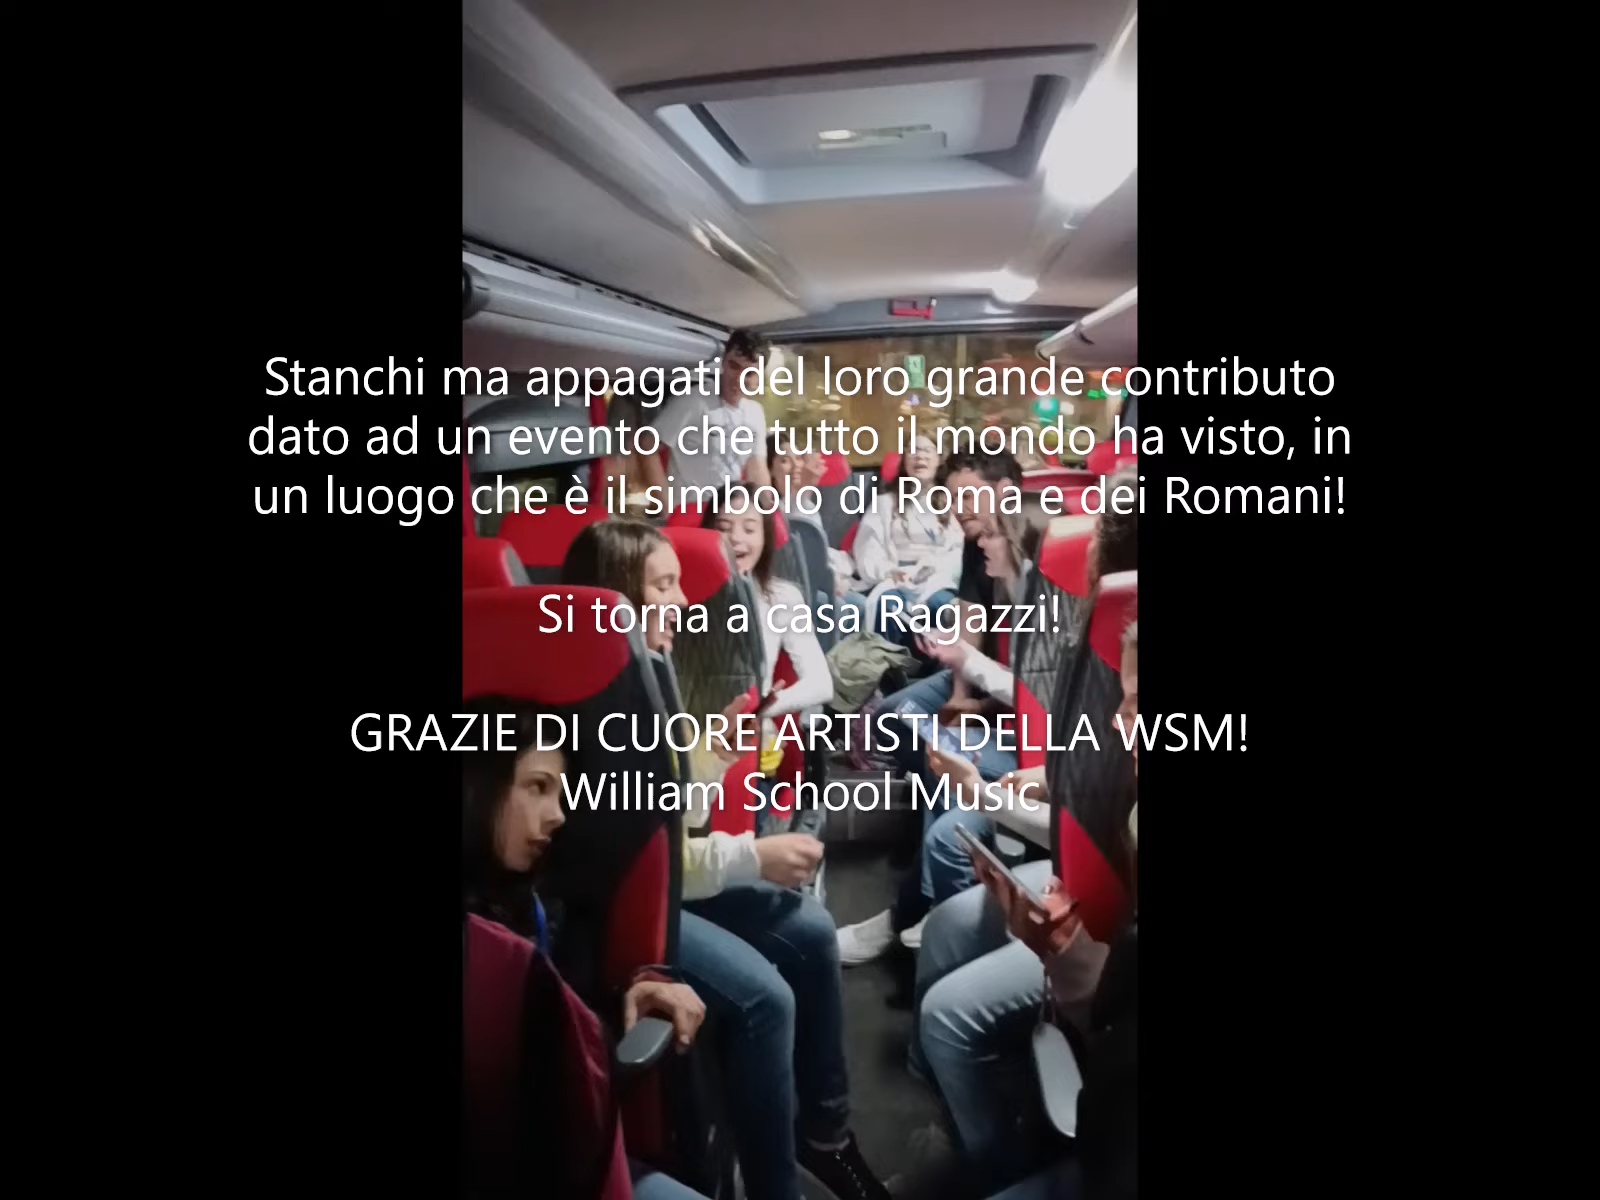 Stanchi ma appagati del loro grande contributo
dato ad un evento che tutto il mondo ha visto, in
un luogo che è il simbolo di Roma e dei Romani!
Si torna a casa Ragazzi!
GRAZIE DI CUORE ARTISTI DELLA WSM!
William School Music